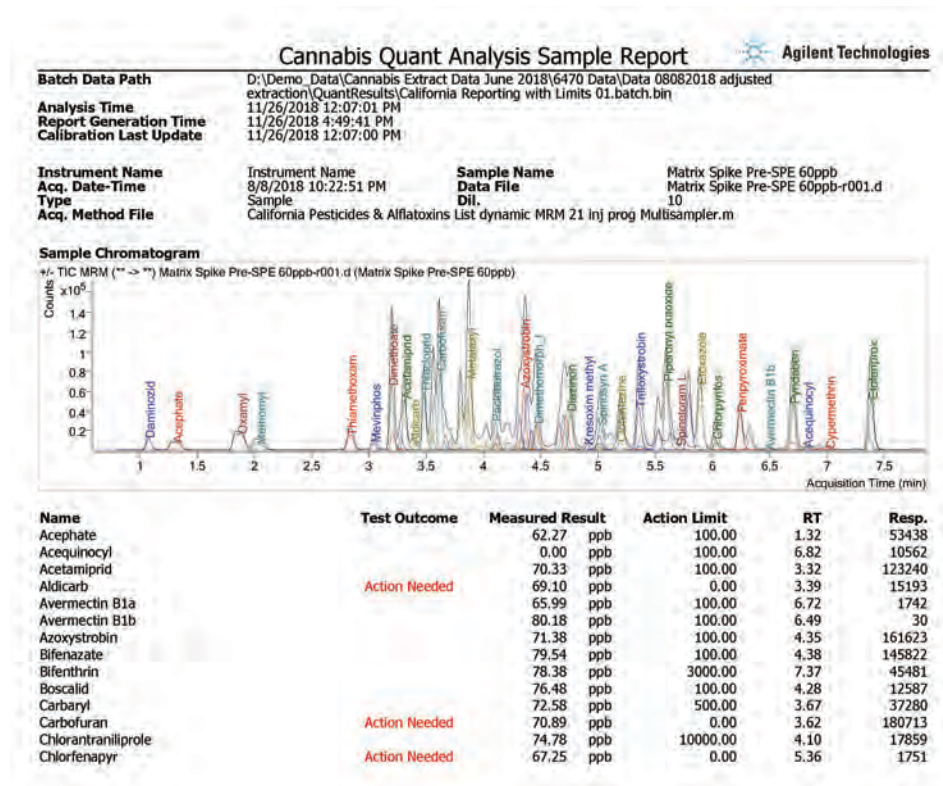 Cannabis Quant Analysis Sample Report
Agilent Technologies
Batch Data Path D:\Demo_Data\Cannabis Extract Data June 2018\6470 Data\Data 08082018 adjusted
extraction\QuantResults\California Reporting with Limits 01.batch.bin
Analysis Time 11/26/2018 12:07:01 PM
Report Generation Time 11/26/2018 4:49:41 PM
Calibration Last Update 11/26/2018 12:07:00 PM
Instrument Name Instrument Name Sample Name Matrix Spike Pre-SPE 60ppb
Acq. Date-Time 8/8/2018 10:22:51 PM Data File Matrix Spike Pre-SPE 60ppb-r001.d
Type Sample Dil. 10
Acq. Method File California Pesticides & Alflatoxins List dynamic MRM 21 inj prog Multisampler.m
Sample Chromatogram
+/- TIC MRM (** -> **) Matrix Spike Pre-SPE 60ppb-r001.d (Matrix Spike Pre-SPE 60ppb)
Counts
x10⁵
1.4
1.2
1
0.8
0.6
0.4
0.2
Daminozid
Acephate
Oxamyl
Methomyl
Thiamethoxam
Mevinphos
Dimethoate
Acetamiprid
Aldicarb
Thiacloprid
Carbofuran
Metalaxyl
Paclobutrazol
Azoxystrobin
Dimethomorph_I
Diazinon
Kresoxim methyl
Spinosyn A
Trifloxystrobin
Piperonyl butoxide
Spinetoram L
Etoxazole
Chlorpyrifos
Fenpyroximate
Avermectin B1b
Pyridaben
Acequinocyl
Cypermethrin
Etofenprox
1 1.5 2 2.5 3 3.5 4 4.5 5 5.5 6 6.5 7 7.5
Acquisition Time (min)
Name Test Outcome Measured Result Action Limit RT Resp.
Acephate 62.27 ppb 100.00 1.32 53438
Acequinocyl 0.00 ppb 100.00 6.82 10562
Acetamiprid 70.33 ppb 100.00 3.32 123240
Aldicarb Action Needed 69.10 ppb 0.00 3.39 15193
Avermectin B1a 65.99 ppb 100.00 6.72 1742
Avermectin B1b 80.18 ppb 100.00 6.49 30
Azoxystrobin 71.38 ppb 100.00 4.35 161623
Bifenazate 79.54 ppb 100.00 4.38 145822
Bifenthrin 78.38 ppb 3000.00 7.37 45481
Boscalid 76.48 ppb 100.00 4.28 12587
Carbaryl 72.58 ppb 500.00 3.67 37280
Carbofuran Action Needed 70.89 ppb 0.00 3.62 180713
Chlorantraniliprole 74.78 ppb 10000.00 4.10 17859
Chlorfenapyr Action Needed 67.25 ppb 0.00 5.36 1751